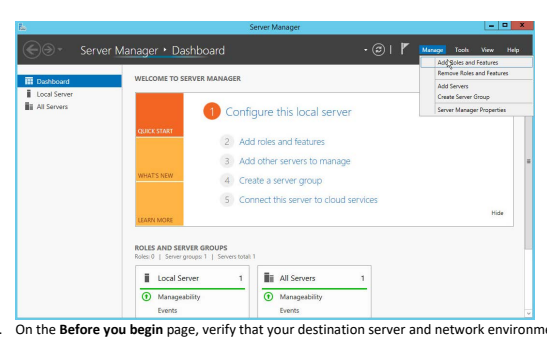 Server Manager
Server Manager • Dashboard
Manage Tools View Help
Add Roles and Features
Remove Roles and Features
Add Servers
Create Server Group
Server Manager Properties
Dashboard
Local Server
All Servers
WELCOME TO SERVER MANAGER
QUICK START
WHAT'S NEW
LEARN MORE
1 Configure this local server
2 Add roles and features
3 Add other servers to manage
4 Create a server group
5 Connect this server to cloud services
Hide
ROLES AND SERVER GROUPS
Roles: 0 | Server groups: 1 | Servers total: 1
Local Server 1
Manageability
Events
All Servers 1
Manageability
Events
. On the Before you begin page, verify that your destination server and network environme